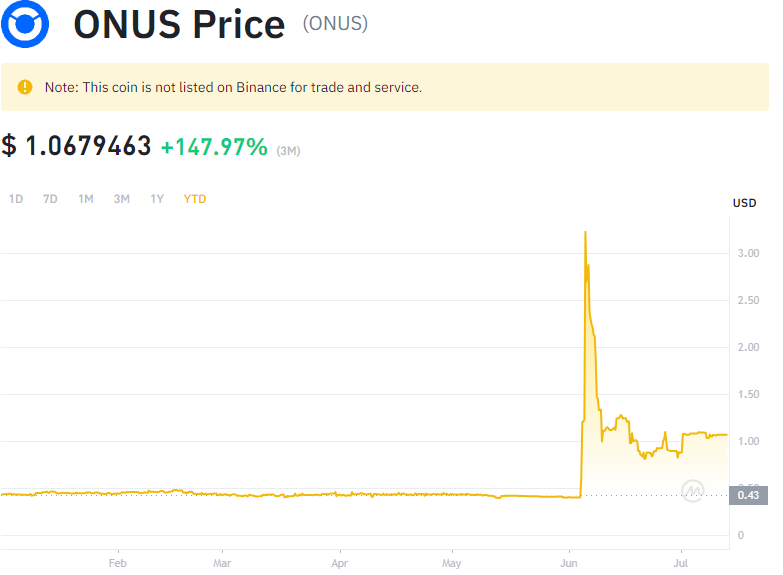 ONUS Price (ONUS)
Note: This coin is not listed on Binance for trade and service.
$ 1.0679463 +147.97% (3M)
1D 7D 1M 3M 1Y YTD
USD
3.00
2.50
2.00
1.50
1.00
0.43
0
Feb Mar Apr May Jun Jul